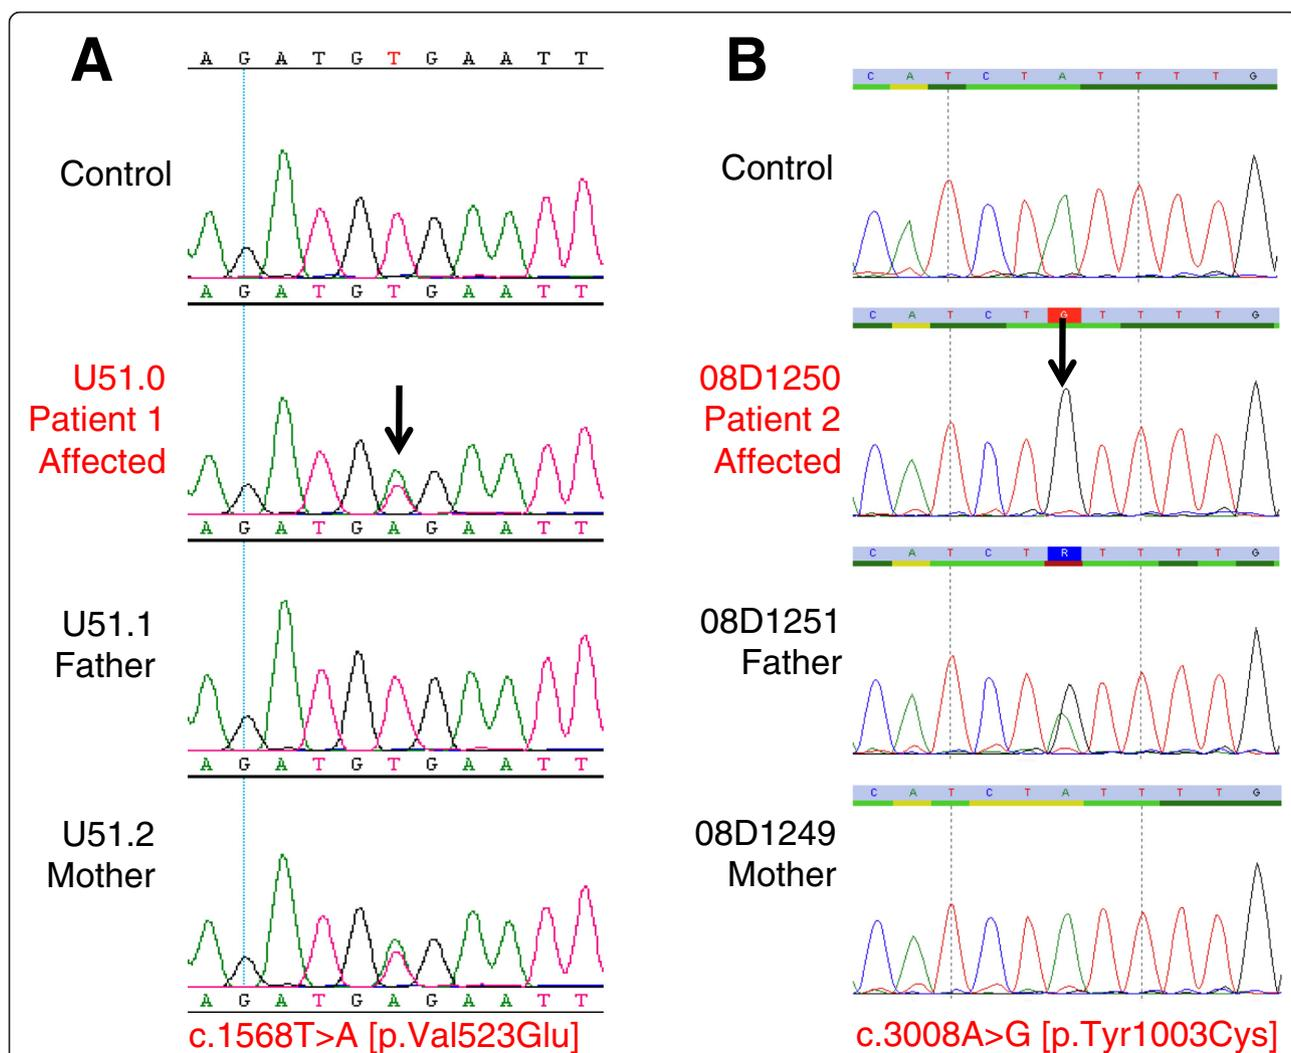 A
A G A T G T G A A T T
Control
A G A T G T G A A T T
U51.0
Patient 1
Affected
A G A T G A G A A T T
U51.1
Father
A G A T G T G A A T T
U51.2
Mother
A G A T G A G A A T T
c.1568T>A [p.Val523Glu]
B
C A T C T A T T T T G
Control
C A T C T G T T T T G
08D1250
Patient 2
Affected
C A T C T R T T T T G
08D1251
Father
C A T C T A T T T T G
08D1249
Mother
c.3008A>G [p.Tyr1003Cys]